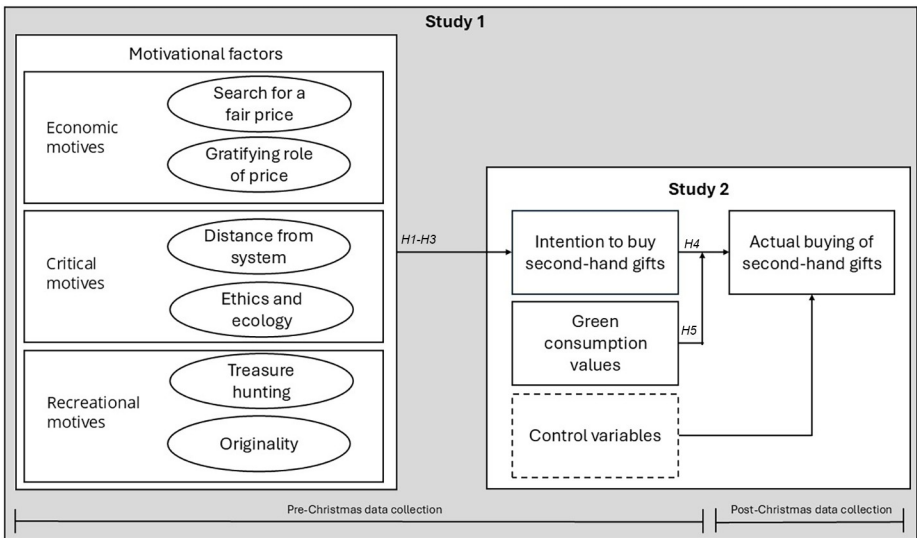 Study 1
Motivational factors
Economic
motives
Search for a
fair price
Gratifying role
of price
Critical
motives
Distance from
system
Ethics and
ecology
Recreational
motives
Treasure
hunting
Originality
H1-H3
Study 2
Intention to buy
second-hand gifts
H4
Actual buying of
second-hand gifts
Green
consumption
values
H5
Control variables
Pre-Christmas data collection
Post-Christmas data collection